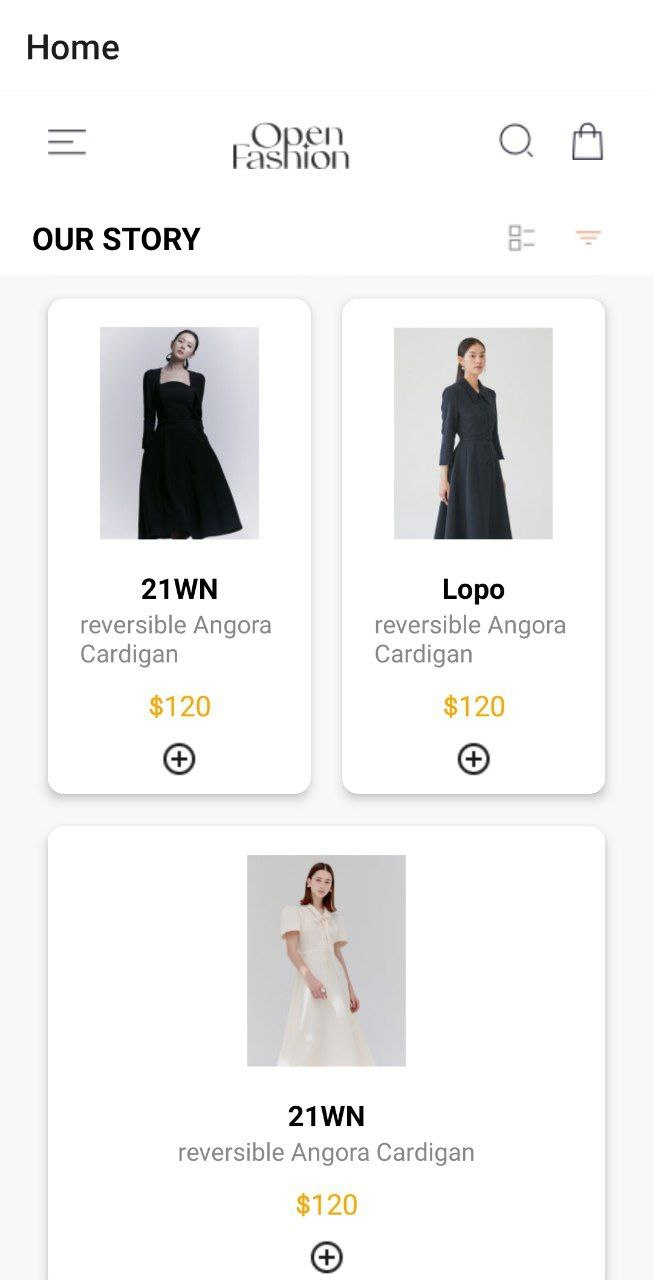 Home
Open
Fashion
OUR STORY
21WN
reversible Angora
Cardigan
$120
Lopo
reversible Angora
Cardigan
$120
21WN
reversible Angora Cardigan
$120